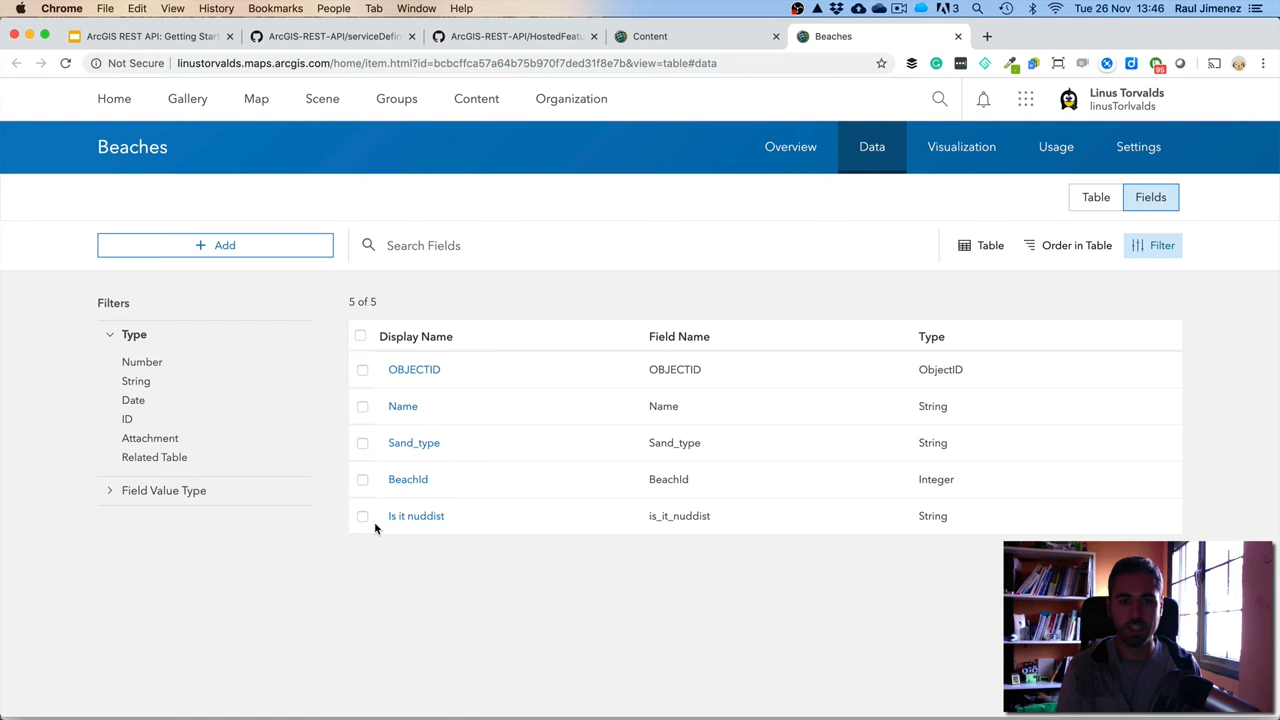 Chrome File Edit View History Bookmarks People Tab Window Help 3 Tue 26 Nov 13:46 Raul Jimenez
ArcGIS REST API: Getting Star ArcGIS-REST-API/serviceDefin ArcGIS-REST-API/HostedFeatu Content Beaches
Not Secure linustorvalds.maps.arcgis.com/home/item.html?id=bcbcffca57a64b75b970f7ded31f8e7b&view=table#data 95
Home Gallery Map Scene Groups Content Organization
Linus Torvalds
linusTorlvalds
Beaches Overview Data Visualization Usage Settings
Table Fields
+ Add Search Fields Table Order in Table Filter
Filters
Type
Number
String
Date
ID
Attachment
Related Table
Field Value Type
5 of 5
Display Name Field Name Type
OBJECTID OBJECTID ObjectID
Name Name String
Sand_type Sand_type String
BeachId BeachId Integer
Is it nuddist is_it_nuddist String